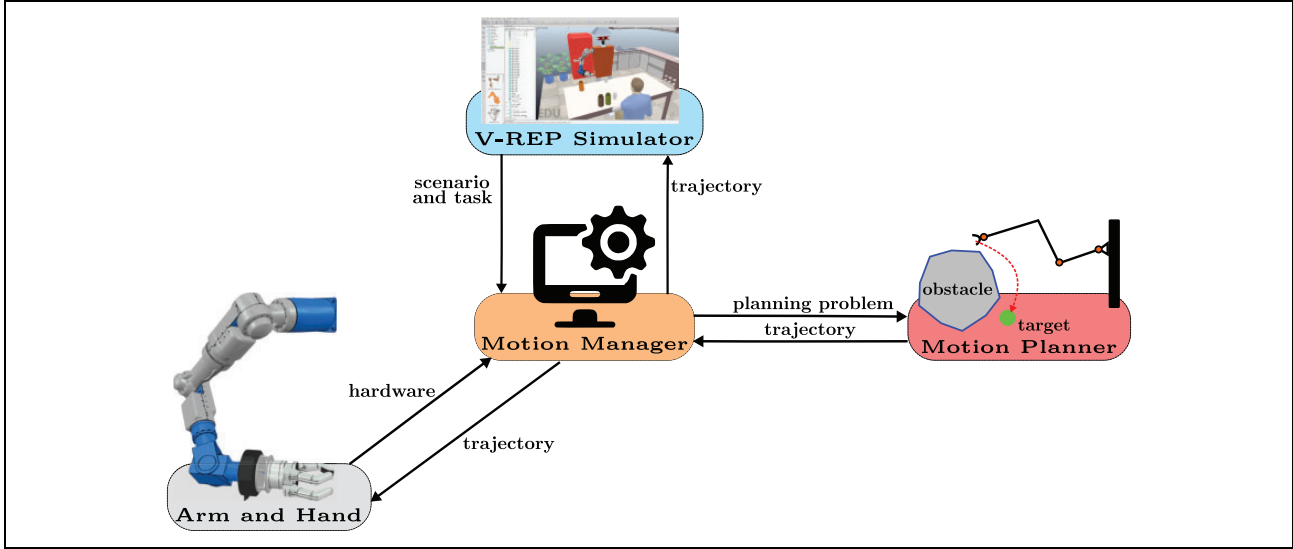 EDU
V-REP Simulator
scenario
and task
trajectory
obstacle
planning problem
trajectory
target
Motion Manager
Motion Planner
hardware
trajectory
Arm and Hand